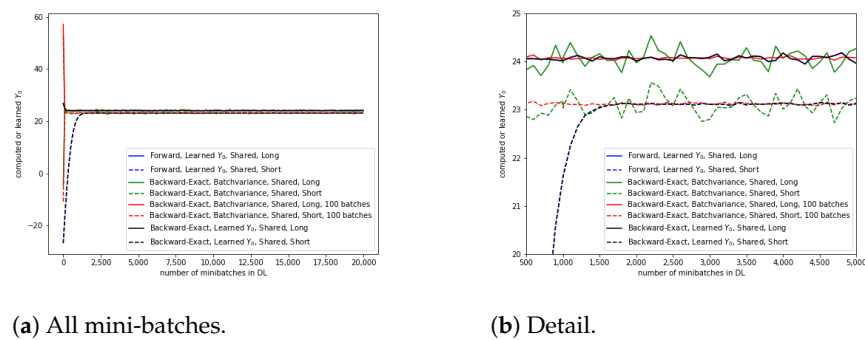 60
40
20
0
−20
computed or learned Y0
Forward, Learned Y0, Shared, Long
Forward, Learned Y0, Shared, Short
Backward-Exact, Batchvariance, Shared, Long
Backward-Exact, Batchvariance, Shared, Short
Backward-Exact, Batchvariance, Shared, Long, 100 batches
Backward-Exact, Batchvariance, Shared, Short, 100 batches
Backward-Exact, Learned Y0, Shared, Long
Backward-Exact, Learned Y0, Shared, Short
0 2,500 5,000 7,500 10,000 12,500 15,000 17,500 20,000
number of minibatches in DL
(a) All mini-batches.
25
24
23
22
21
20
computed or learned Y0
Forward, Learned Y0, Shared, Long
Forward, Learned Y0, Shared, Short
Backward-Exact, Batchvariance, Shared, Long
Backward-Exact, Batchvariance, Shared, Short
Backward-Exact, Batchvariance, Shared, Long, 100 batches
Backward-Exact, Batchvariance, Shared, Short, 100 batches
Backward-Exact, Learned Y0, Shared, Long
Backward-Exact, Learned Y0, Shared, Short
500 1,000 1,500 2,000 2,500 3,000 3,500 4,000 4,500 5,000
number of minibatches in DL
(b) Detail.